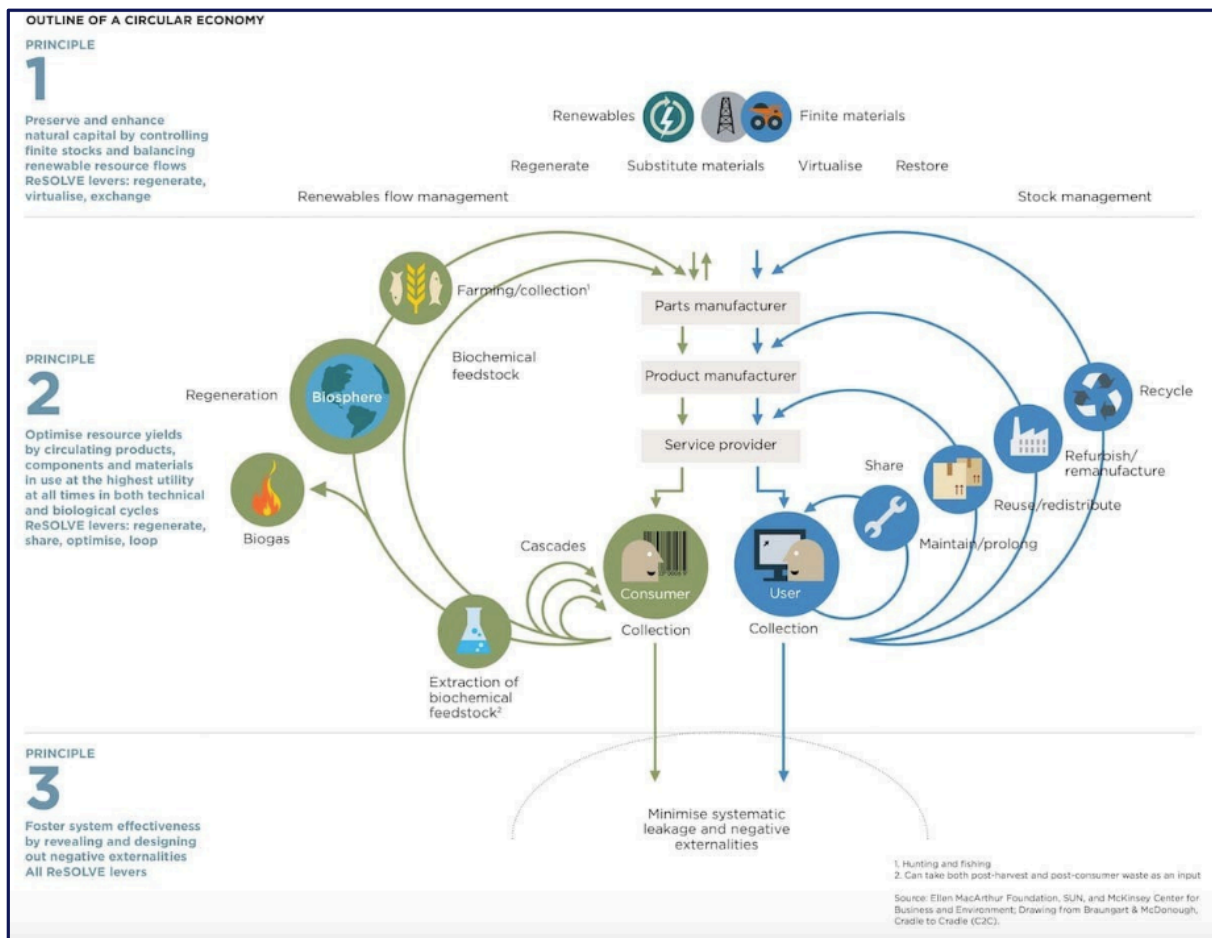 OUTLINE OF A CIRCULAR ECONOMY
PRINCIPLE
1
Preserve and enhance
natural capital by controlling
finite stocks and balancing
renewable resource flows
ReSOLVE levers: regenerate,
virtualise, exchange
Renewables
Finite materials
Regenerate
Substitute materials
Virtualise
Restore
Renewables flow management
Stock management
PRINCIPLE
2
Optimise resource yields
by circulating products,
components and materials
in use at the highest utility
at all times in both technical
and biological cycles
ReSOLVE levers: regenerate,
share, optimise, loop
Farming/collection¹
Biochemical
feedstock
Regeneration
Biosphere
Biogas
Cascades
Extraction of
biochemical
feedstock²
Parts manufacturer
Product manufacturer
Service provider
Consumer
Collection
User
Collection
Share
Maintain/prolong
Reuse/redistribute
Refurbish/
remanufacture
Recycle
PRINCIPLE
3
Foster system effectiveness
by revealing and designing
out negative externalities
All ReSOLVE levers
Minimise systematic
leakage and negative
externalities
1. Hunting and fishing
2. Can take both post-harvest and post-consumer waste as an input
Source: Ellen MacArthur Foundation, SUN, and McKinsey Center for
Business and Environment; Drawing from Braungart & McDonough,
Cradle to Cradle (C2C).